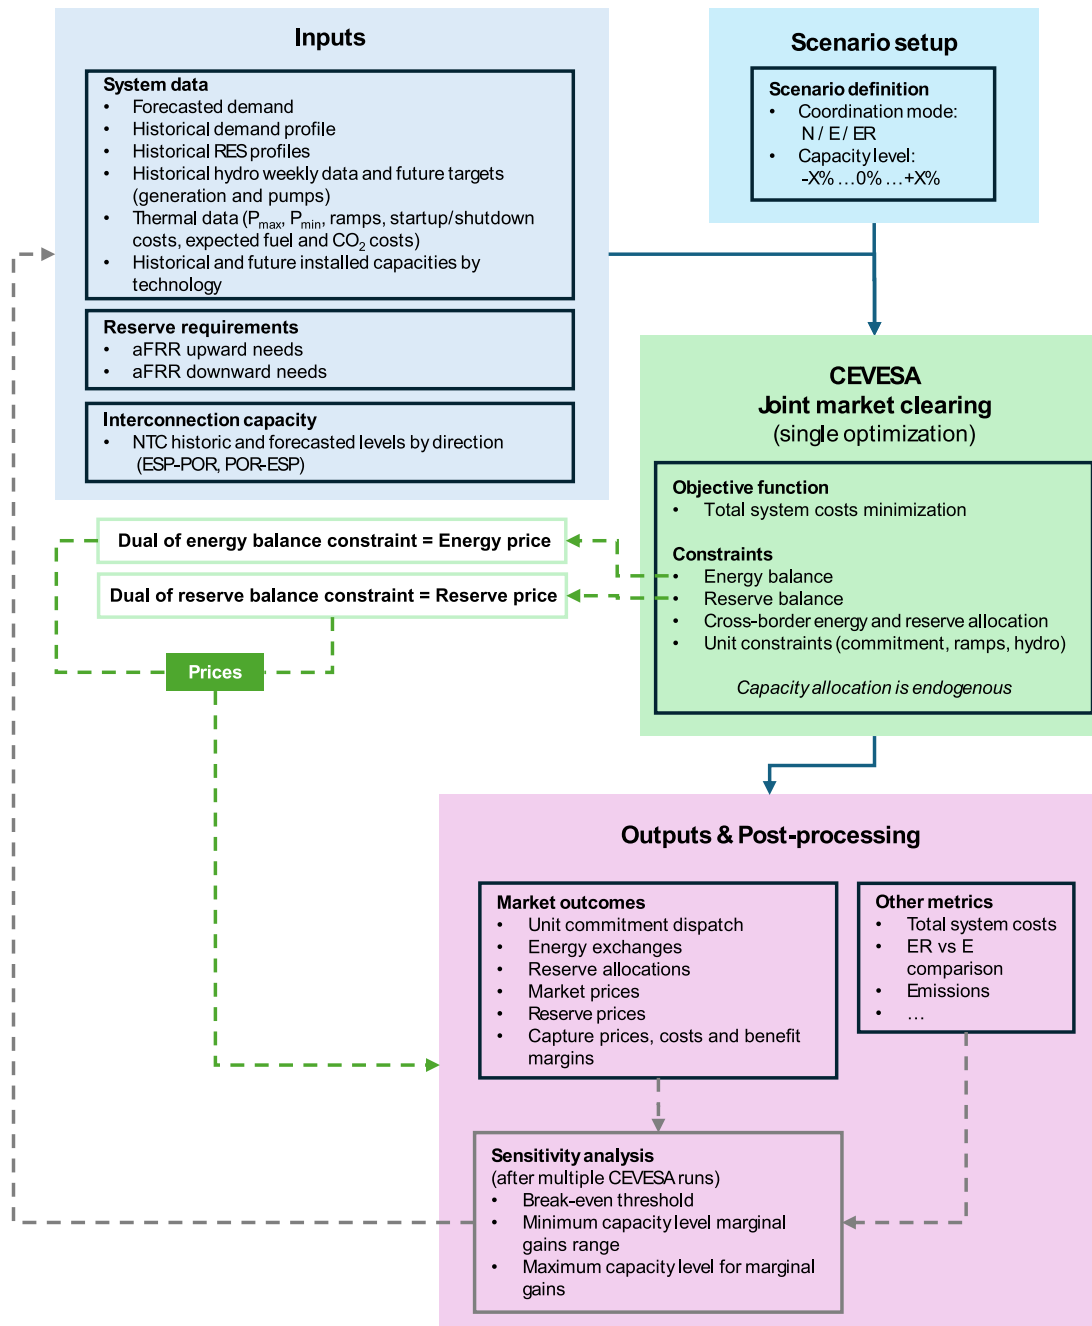 Inputs
System data
• Forecasted demand
• Historical demand profile
• Historical RES profiles
• Historical hydro weekly data and future targets
(generation and pumps)
• Thermal data (Pmax, Pmin, ramps, startup/shutdown
costs, expected fuel and CO2 costs)
• Historical and future installed capacities by
technology
Reserve requirements
• aFRR upward needs
• aFRR downward needs
Interconnection capacity
• NTC historic and forecasted levels by direction
(ESP-POR, POR-ESP)
Scenario setup
Scenario definition
• Coordination mode:
N / E / ER
• Capacity level:
-X% ...0% ...+X%
CEVESA
Joint market clearing
(single optimization)
Objective function
• Total system costs minimization
Constraints
• Energy balance
• Reserve balance
• Cross-border energy and reserve allocation
• Unit constraints (commitment, ramps, hydro)
Capacity allocation is endogenous
Dual of energy balance constraint = Energy price
Dual of reserve balance constraint = Reserve price
Prices
Outputs & Post-processing
Market outcomes
• Unit commitment dispatch
• Energy exchanges
• Reserve allocations
• Market prices
• Reserve prices
• Capture prices, costs and benefit
margins
Other metrics
• Total system costs
• ER vs E
comparison
• Emissions
• ...
Sensitivity analysis
(after multiple CEVESA runs)
• Break-even threshold
• Minimum capacity level marginal
gains range
• Maximum capacity level for marginal
gains